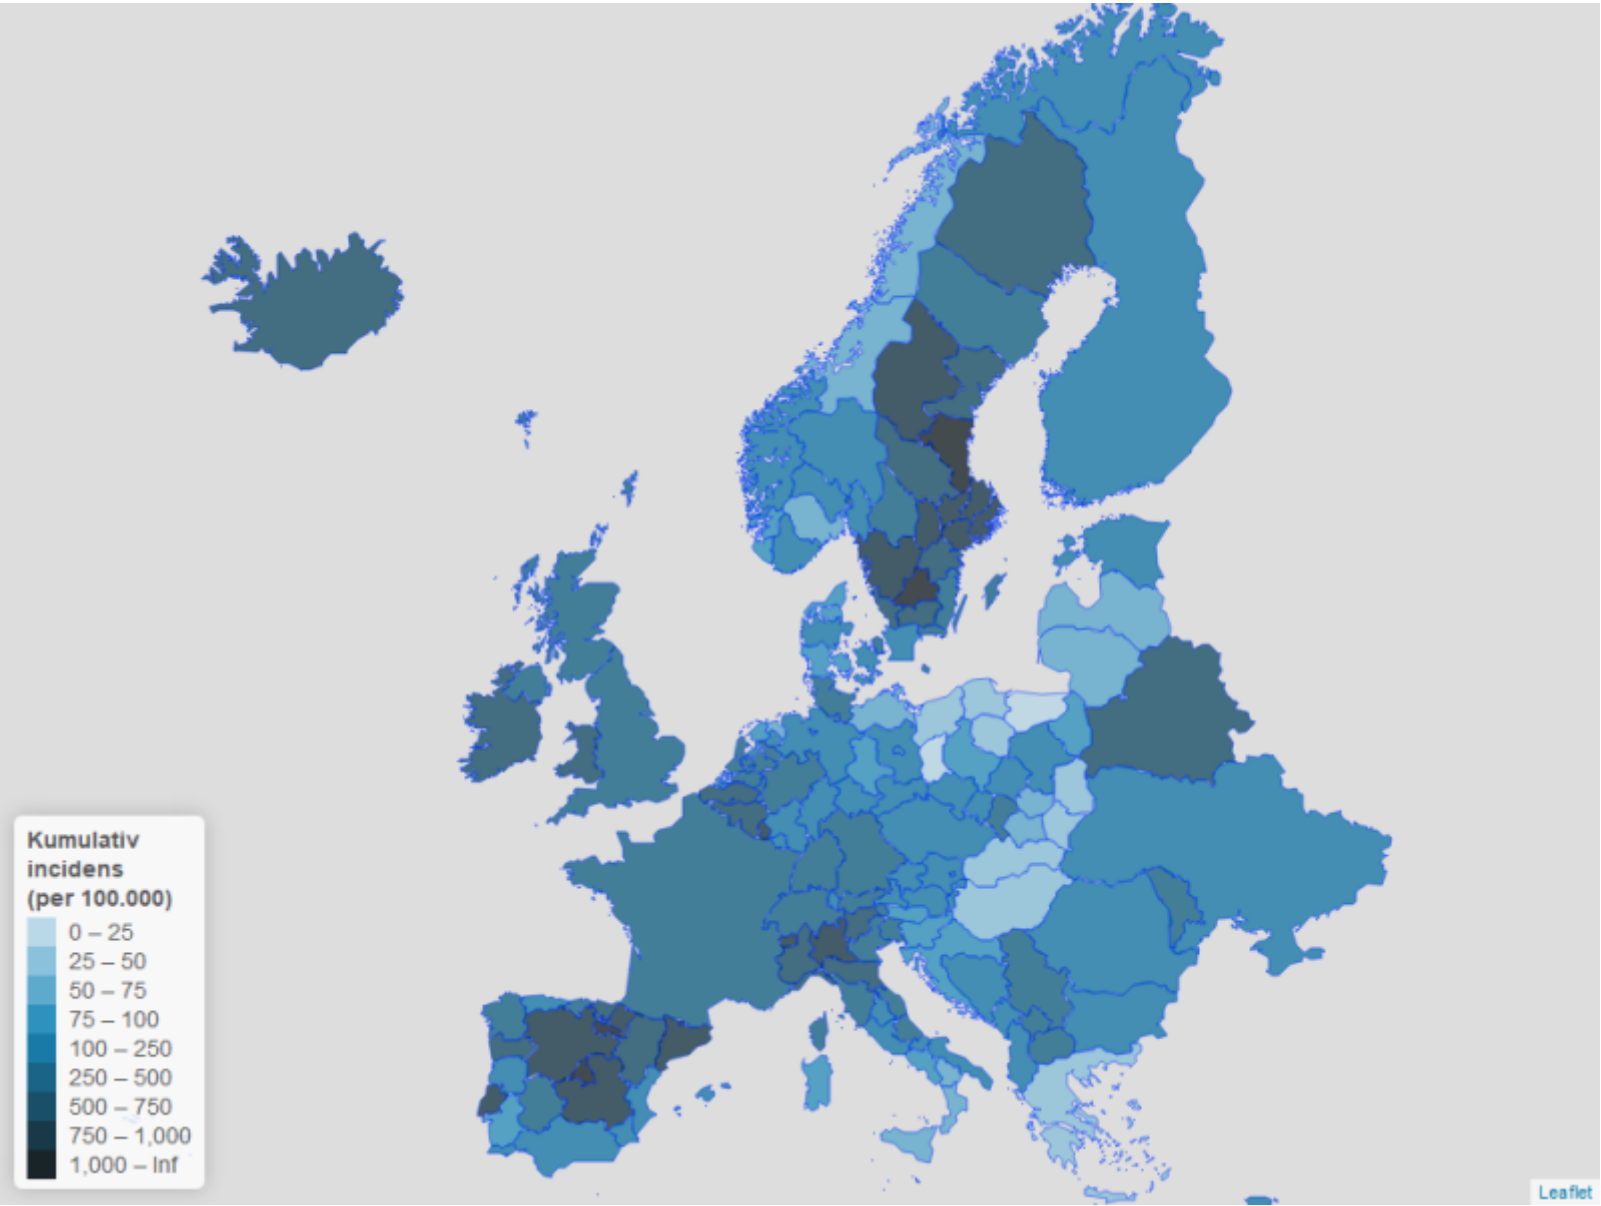 Kumulativ
incidens
(per 100.000)
0 – 25
25 – 50
50 – 75
75 – 100
100 – 250
250 – 500
500 – 750
750 – 1,000
1,000 – Inf
Leaflet